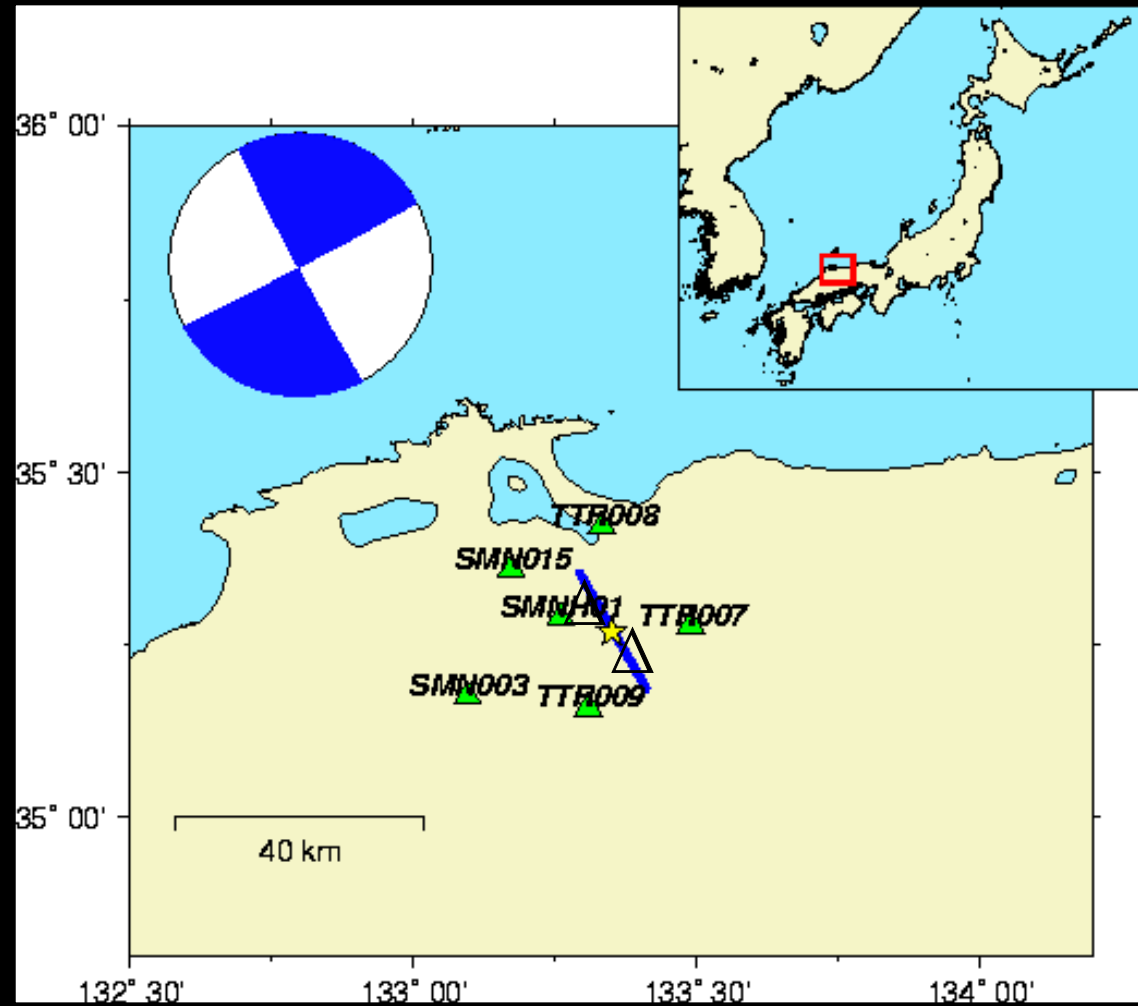 36° 00'
35° 30'
TTR008
SMN015
SMNH01
TTR007
SMN003
TTR009
35° 00'
40 km
132° 30'
133° 00'
133° 30'
134° 00'